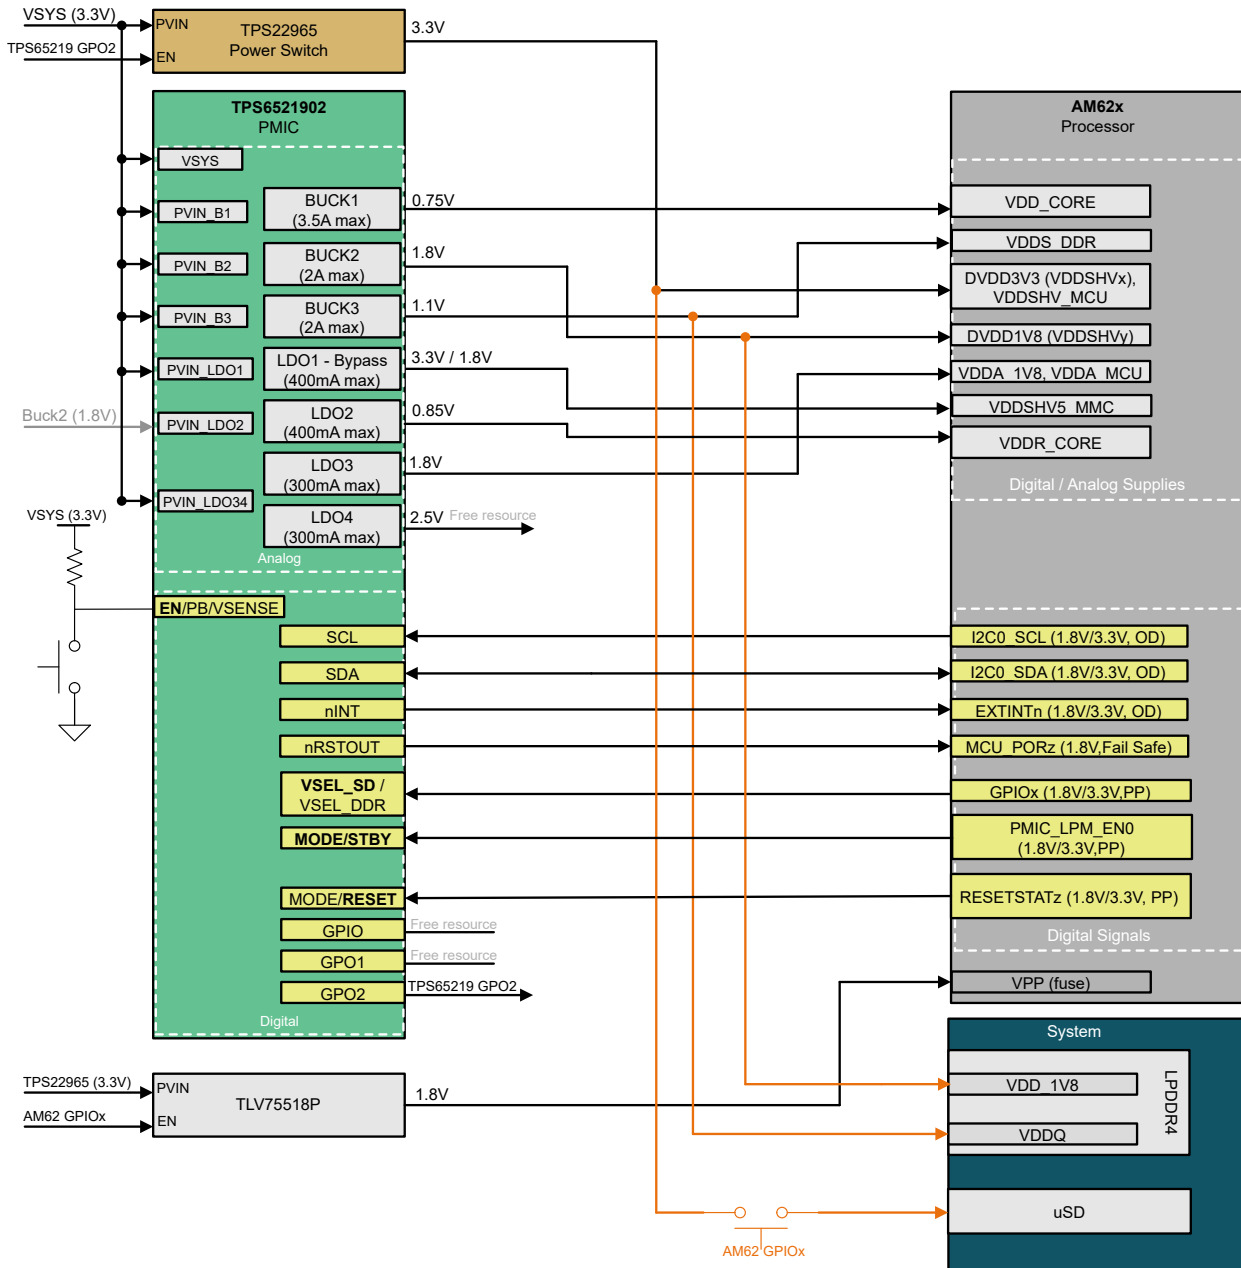 VSYS (3.3V)
TPS65219 GPO2
PVIN
EN
TPS22965
Power Switch
3.3V
TPS6521902
PMIC
VSYS
PVIN_B1
PVIN_B2
PVIN_B3
PVIN_LDO1
Buck2 (1.8V)
PVIN_LDO2
PVIN_LDO34
BUCK1
(3.5A max)
0.75V
BUCK2
(2A max)
1.8V
BUCK3
(2A max)
1.1V
LDO1 - Bypass
(400mA max)
3.3V / 1.8V
LDO2
(400mA max)
0.85V
LDO3
(300mA max)
1.8V
LDO4
(300mA max)
2.5V
Free resource
Analog
VSYS (3.3V)
EN/PB/VSENSE
SCL
SDA
nINT
nRSTOUT
VSEL_SD /
VSEL_DDR
MODE/STBY
MODE/RESET
GPIO
Free resource
GPO1
Free resource
GPO2
TPS65219 GPO2
Digital
AM62x
Processor
VDD_CORE
VDDS_DDR
DVDD3V3 (VDDSHVx),
VDDSHV_MCU
DVDD1V8 (VDDSHVy)
VDDA_1V8, VDDA_MCU
VDDSHV5_MMC
VDDR_CORE
Digital / Analog Supplies
I2C0_SCL (1.8V/3.3V, OD)
I2C0_SDA (1.8V/3.3V, OD)
EXTINTn (1.8V/3.3V, OD)
MCU_PORz (1.8V,Fail Safe)
GPIOx (1.8V/3.3V,PP)
PMIC_LPM_EN0
(1.8V/3.3V,PP)
RESETSTATz (1.8V/3.3V, PP)
Digital Signals
VPP (fuse)
TPS22965 (3.3V)
AM62 GPIOx
PVIN
EN
TLV75518P
1.8V
System
VDD_1V8
VDDQ
LPDDR4
uSD
AM62 GPIOx